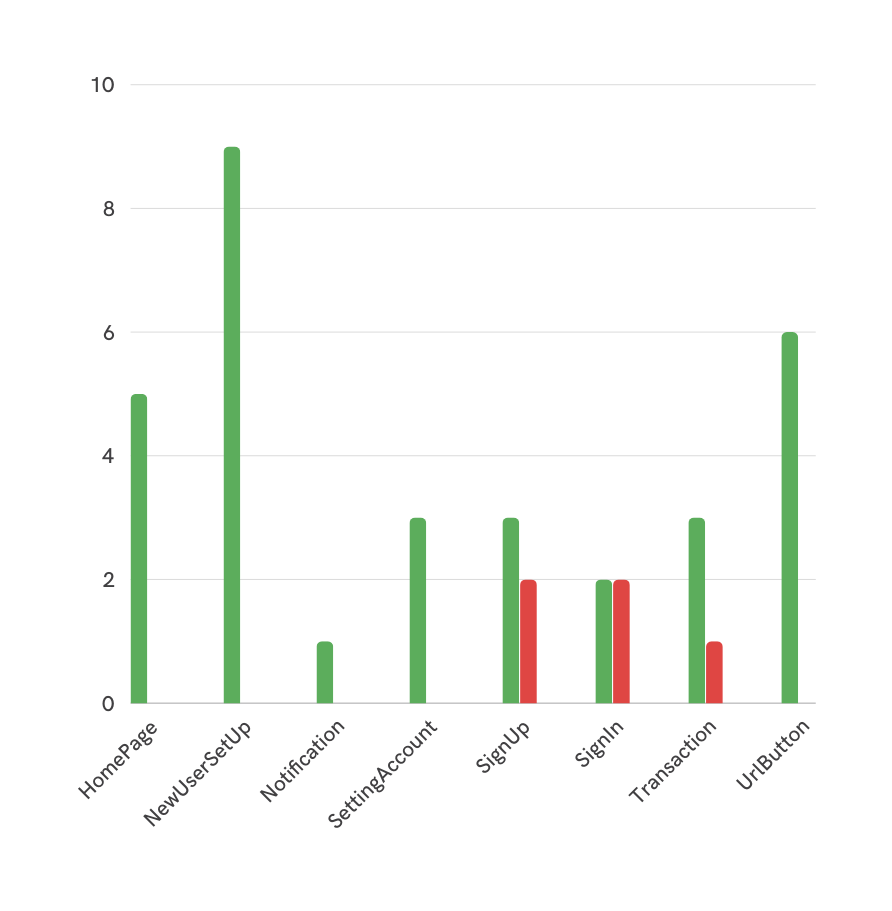 10
8
6
4
2
0
HomePage
NewUserSetUp
Notification
SettingAccount
SignUp
SignIn
Transaction
UrlButton